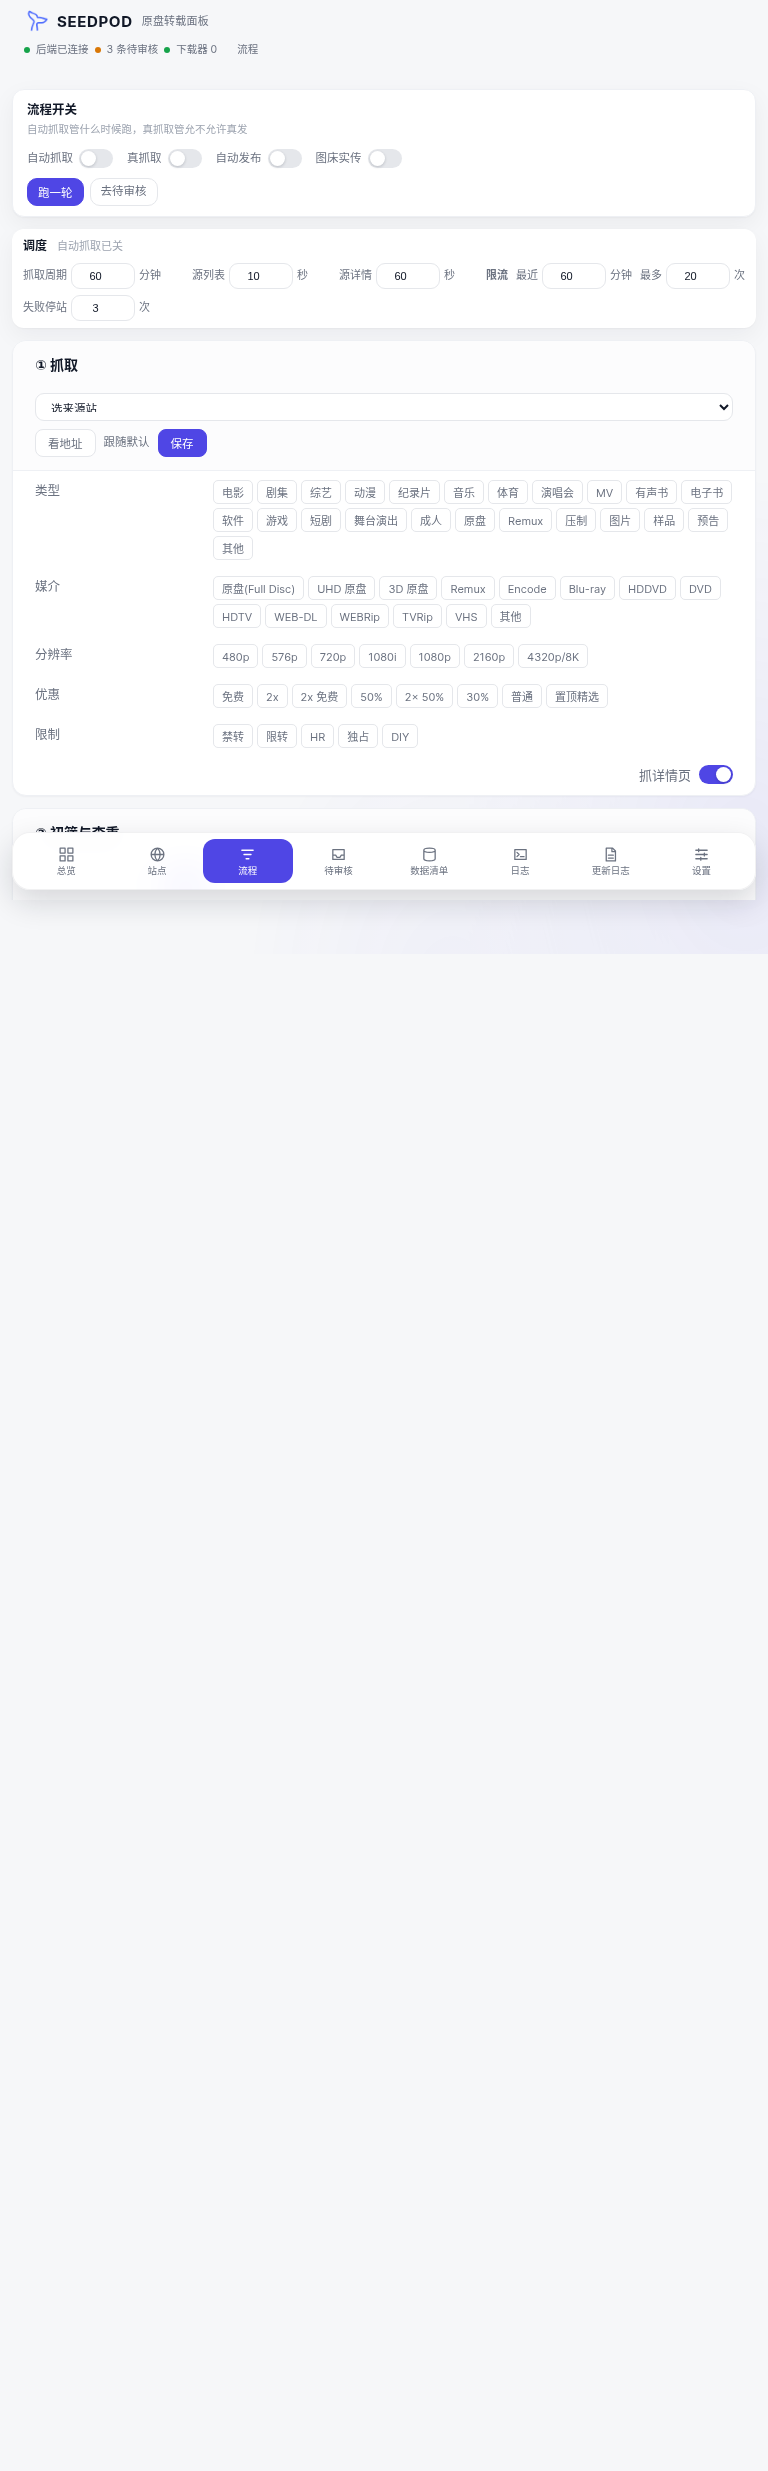 SEEDPOD 原盘转载面板
后端已连接 3 条待审核 下载器 0 流程
流程开关
自动抓取管什么时候跑，真抓取管允不允许真发
自动抓取 真抓取 自动发布 图床实传
跑一轮 去待审核
调度 自动抓取已关
抓取周期 60 分钟 源列表 10 秒 源详情 60 秒 限流 最近 60 分钟 最多 20 次
失败停站 3 次
① 抓取
选来源站
看地址 跟随默认 保存
类型 电影 剧集 综艺 动漫 纪录片 音乐 体育 演唱会 MV 有声书 电子书
软件 游戏 短剧 舞台演出 成人 原盘 Remux 压制 图片 样品 预告
其他
媒介 原盘(Full Disc) UHD 原盘 3D 原盘 Remux Encode Blu-ray HDDVD DVD
HDTV WEB-DL WEBRip TVRip VHS 其他
分辨率 480p 576p 720p 1080i 1080p 2160p 4320p/8K
优惠 免费 2x 2x 免费 50% 2× 50% 30% 普通 置顶精选
限制 禁转 限转 HR 独占 DIY
抓详情页
② 初筛与查重
总览 站点 流程 待审核 数据清单 日志 更新日志 设置